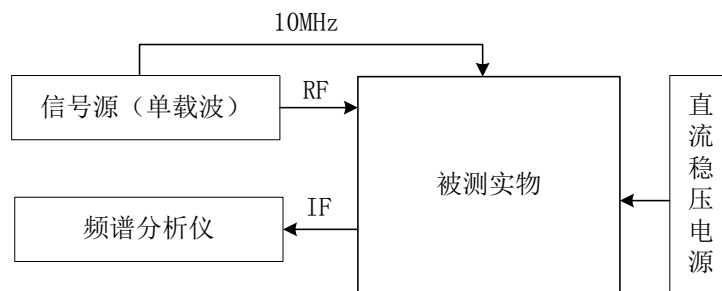 10MHz
信号源（单载波）
RF
被测实物
直流稳压电源
频谱分析仪
IF